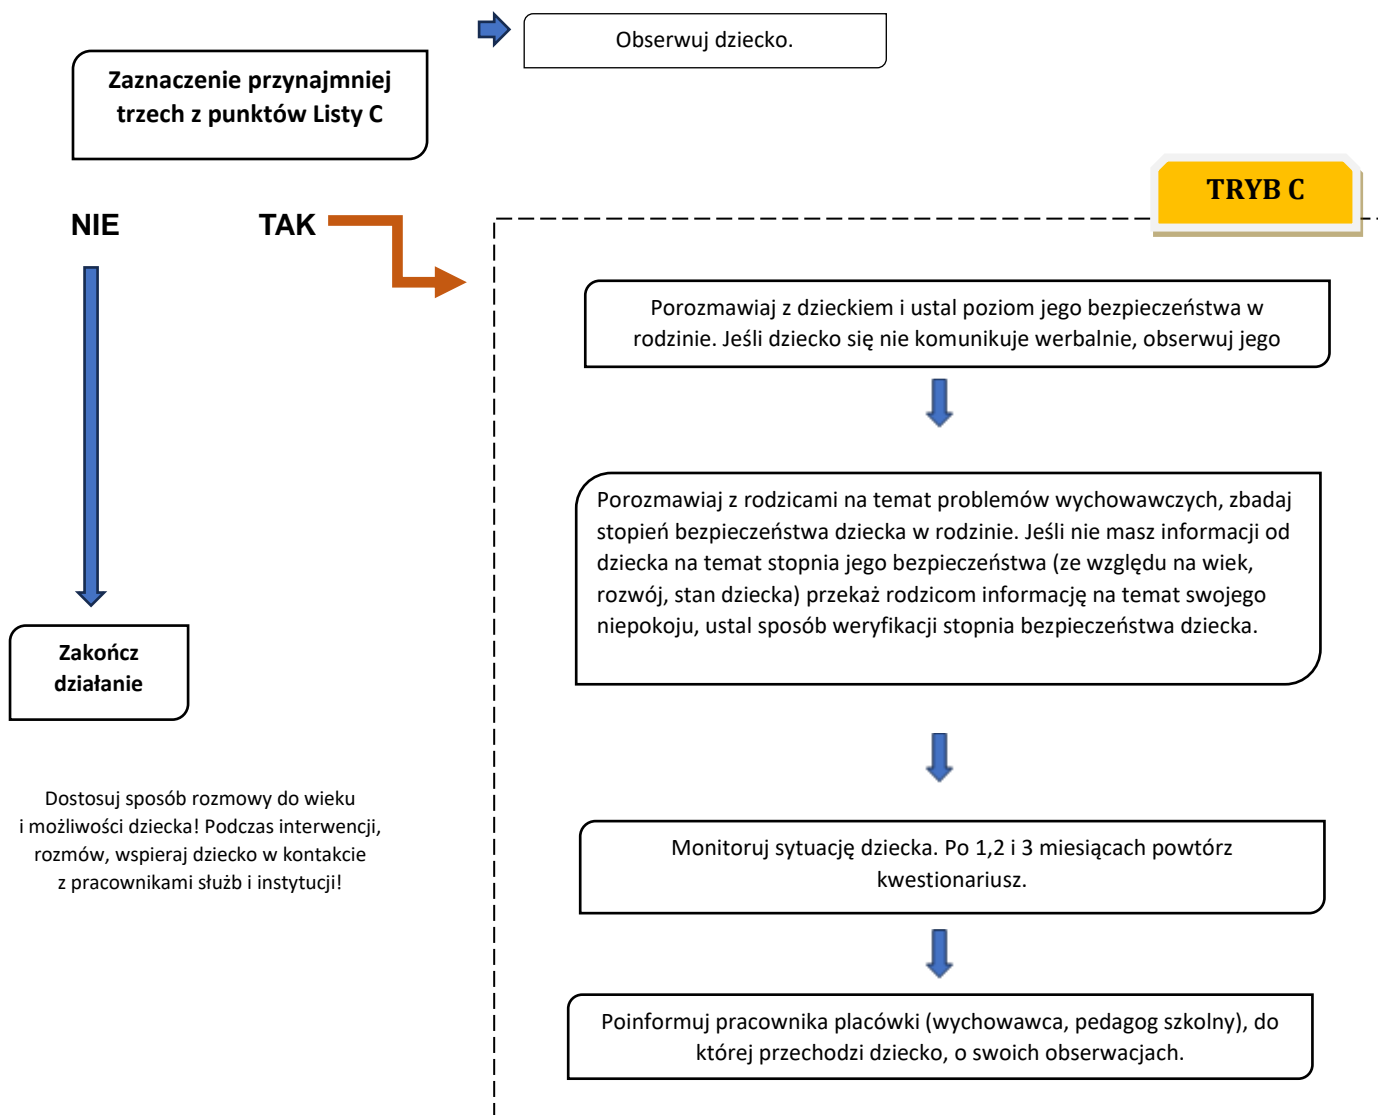 Obserwuj dziecko.
Zaznaczenie przynajmniej
trzech z punktów Listy C
TRYB C
NIE
TAK
Porozmawiaj z dzieckiem i ustal poziom jego bezpieczeństwa w
rodzinie. Jeśli dziecko się nie komunikuje werbalnie, obserwuj jego
Porozmawiaj z rodzicami na temat problemów wychowawczych, zbadaj
stopień bezpieczeństwa dziecka w rodzinie. Jeśli nie masz informacji od
dziecka na temat stopnia jego bezpieczeństwa (ze względu na wiek,
rozwój, stan dziecka) przekaż rodzicom informację na temat swojego
niepokoju, ustal sposób weryfikacji stopnia bezpieczeństwa dziecka.
Zakończ
działanie
Dostosuj sposób rozmowy do wieku
i możliwości dziecka! Podczas interwencji,
rozmów, wspieraj dziecko w kontakcie
z pracownikami służb i instytucji!
Monitoruj sytuację dziecka. Po 1,2 i 3 miesiącach powtórz
kwestionariusz.
Poinformuj pracownika placówki (wychowawca, pedagog szkolny), do
której przechodzi dziecko, o swoich obserwacjach.